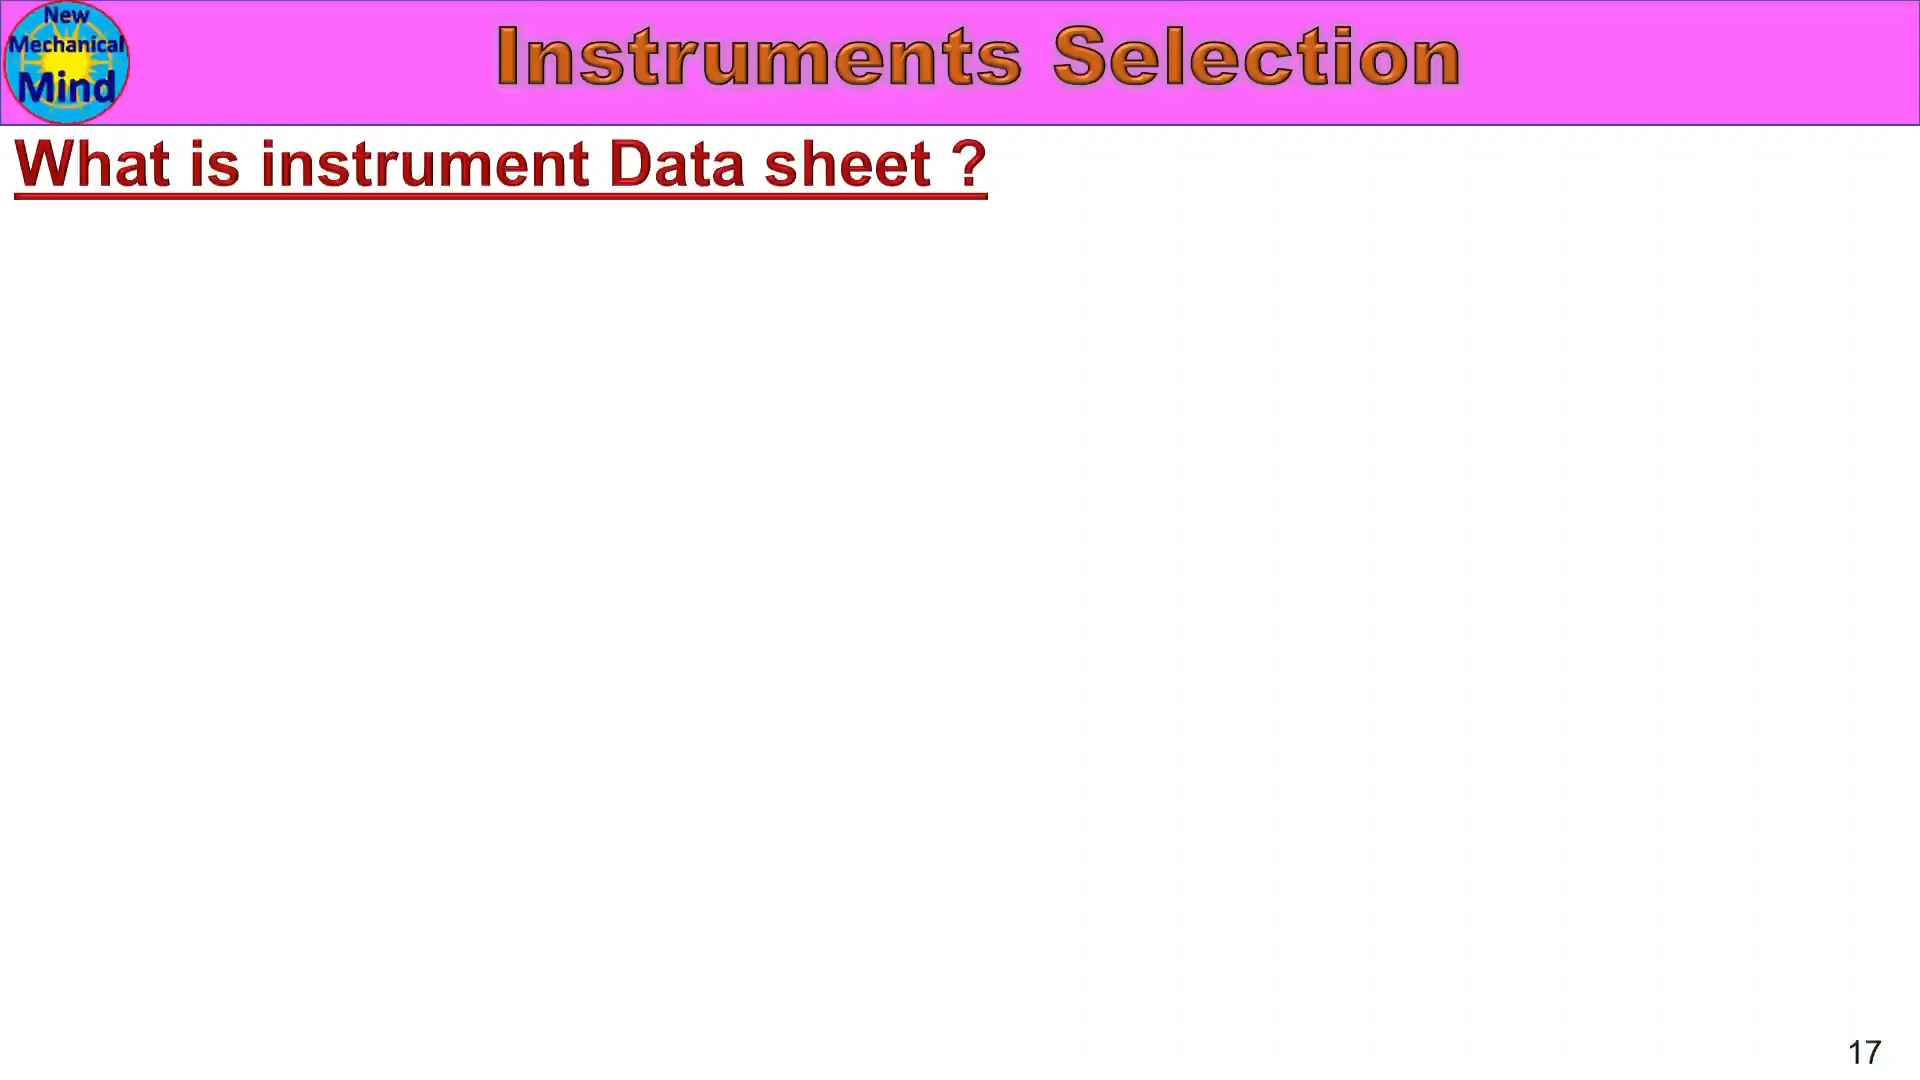 New
Mechanical
Mind
Instruments Selection
What is instrument Data sheet ?
17